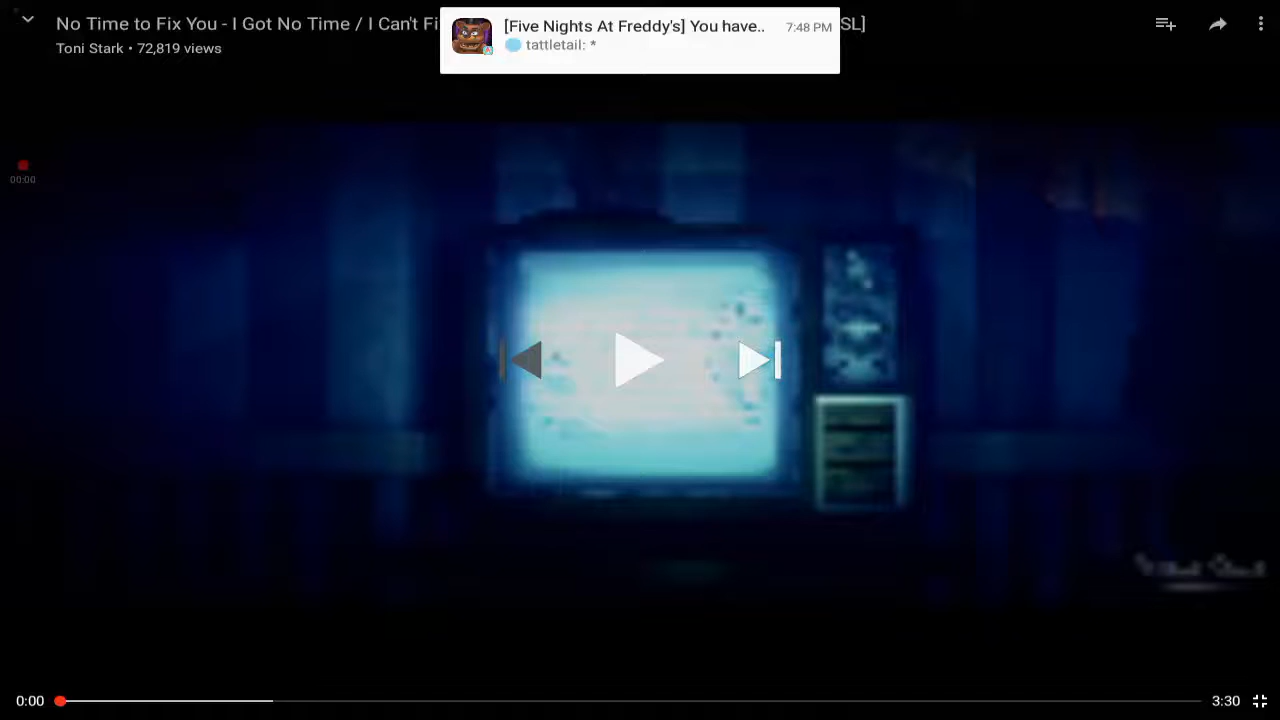 No Time to Fix You - I Got No Time / I Can't Fi
SL]
[Five Nights At Freddy's] You have..
7:48 PM
tattletail: *
Toni Stark • 72,819 views
00:00
0:00
3:30